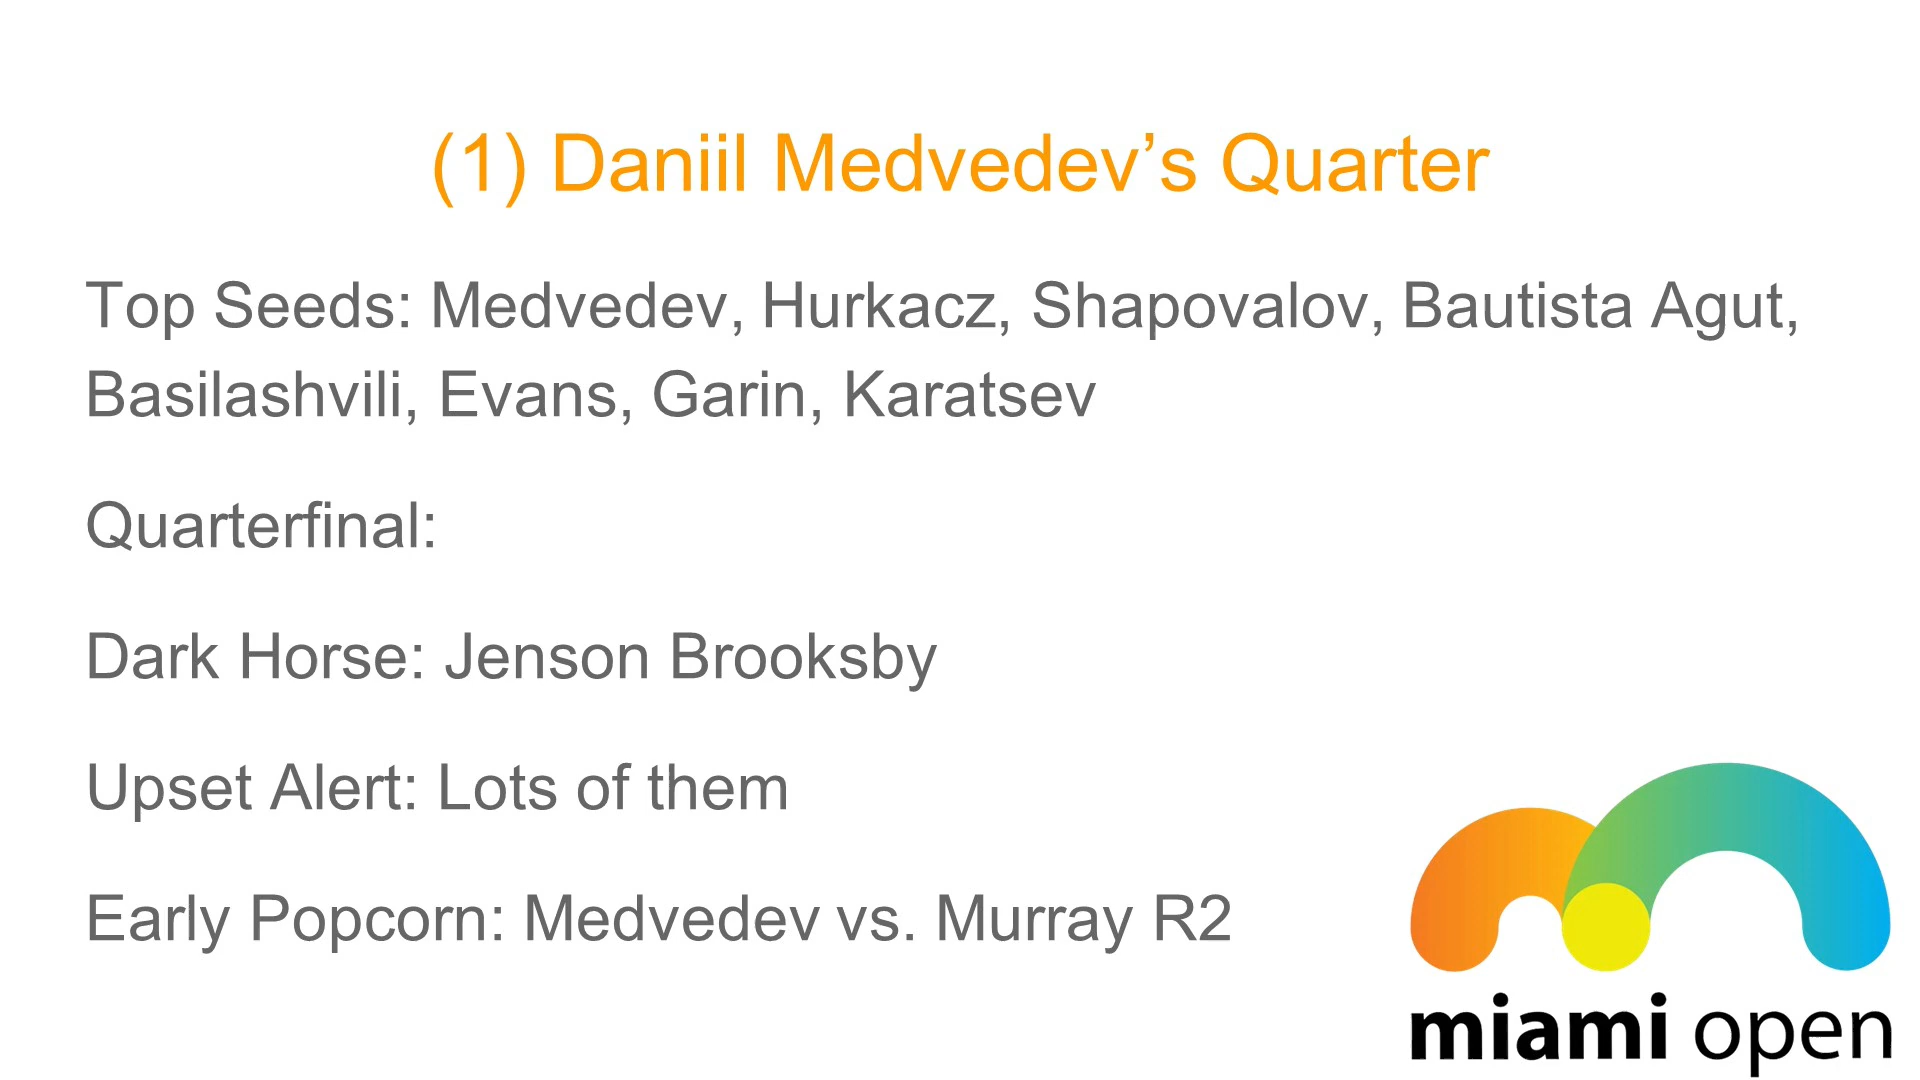 (1) Daniil Medvedev’s Quarter
Top Seeds: Medvedev, Hurkacz, Shapovalov, Bautista Agut,
Basilashvili, Evans, Garin, Karatsev
Quarterfinal:
Dark Horse: Jenson Brooksby
Upset Alert: Lots of them
Early Popcorn: Medvedev vs. Murray R2
miami open